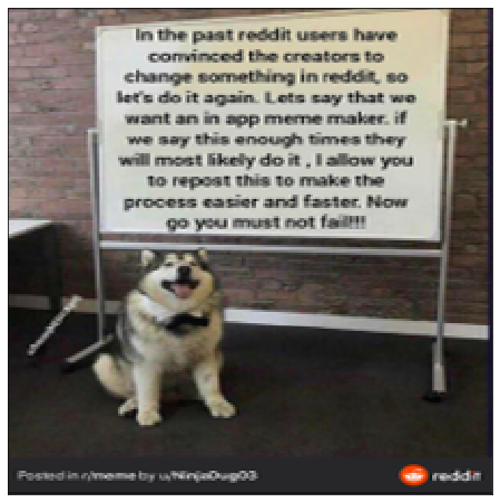 In the past reddit users have
convinced the creators to
change something in reddit, so
let's do it again. Lets say that we
want an in app meme maker. if
we say this enough times they
will most likely do it , I allow you
to repost this to make the
process easier and faster. Now
go you must not fail!!!
Posted in r/meme by u/NinjaDug03
reddit